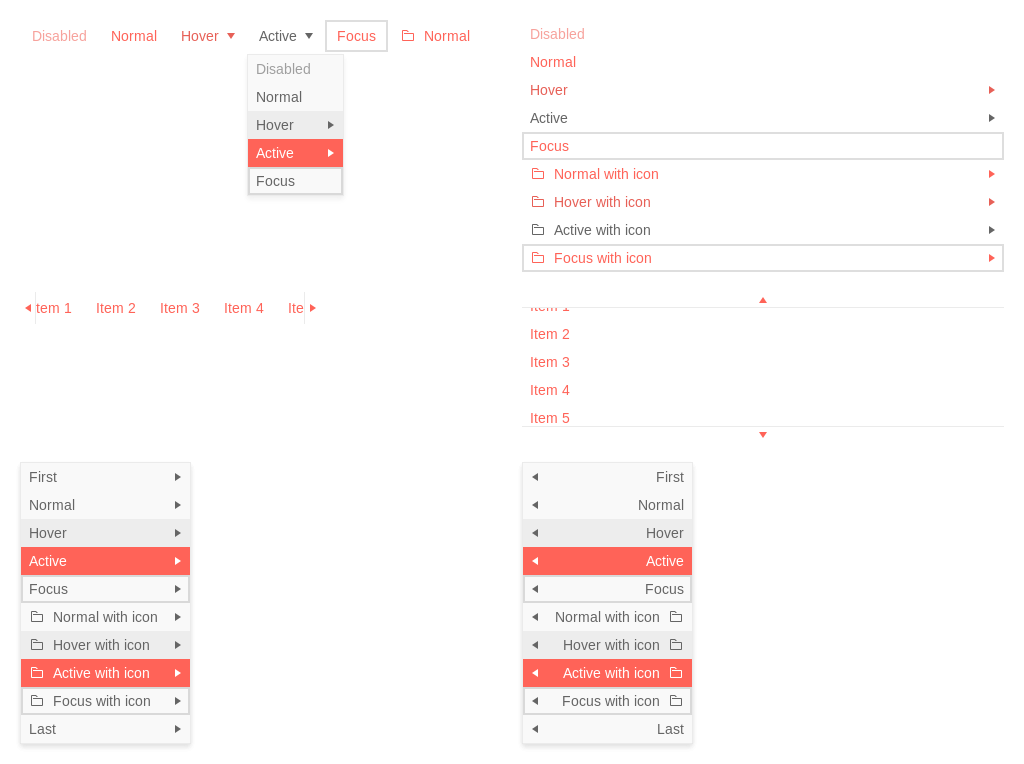 Disabled Normal Hover Active Focus Normal
Disabled
Normal
Hover
Active
Focus
Disabled
Normal
Hover
Active
Focus
Normal with icon
Hover with icon
Active with icon
Focus with icon
tem 1 Item 2 Item 3 Item 4 Ite
Item 1
Item 2
Item 3
Item 4
Item 5
First
Normal
Hover
Active
Focus
Normal with icon
Hover with icon
Active with icon
Focus with icon
Last
First
Normal
Hover
Active
Focus
Normal with icon
Hover with icon
Active with icon
Focus with icon
Last